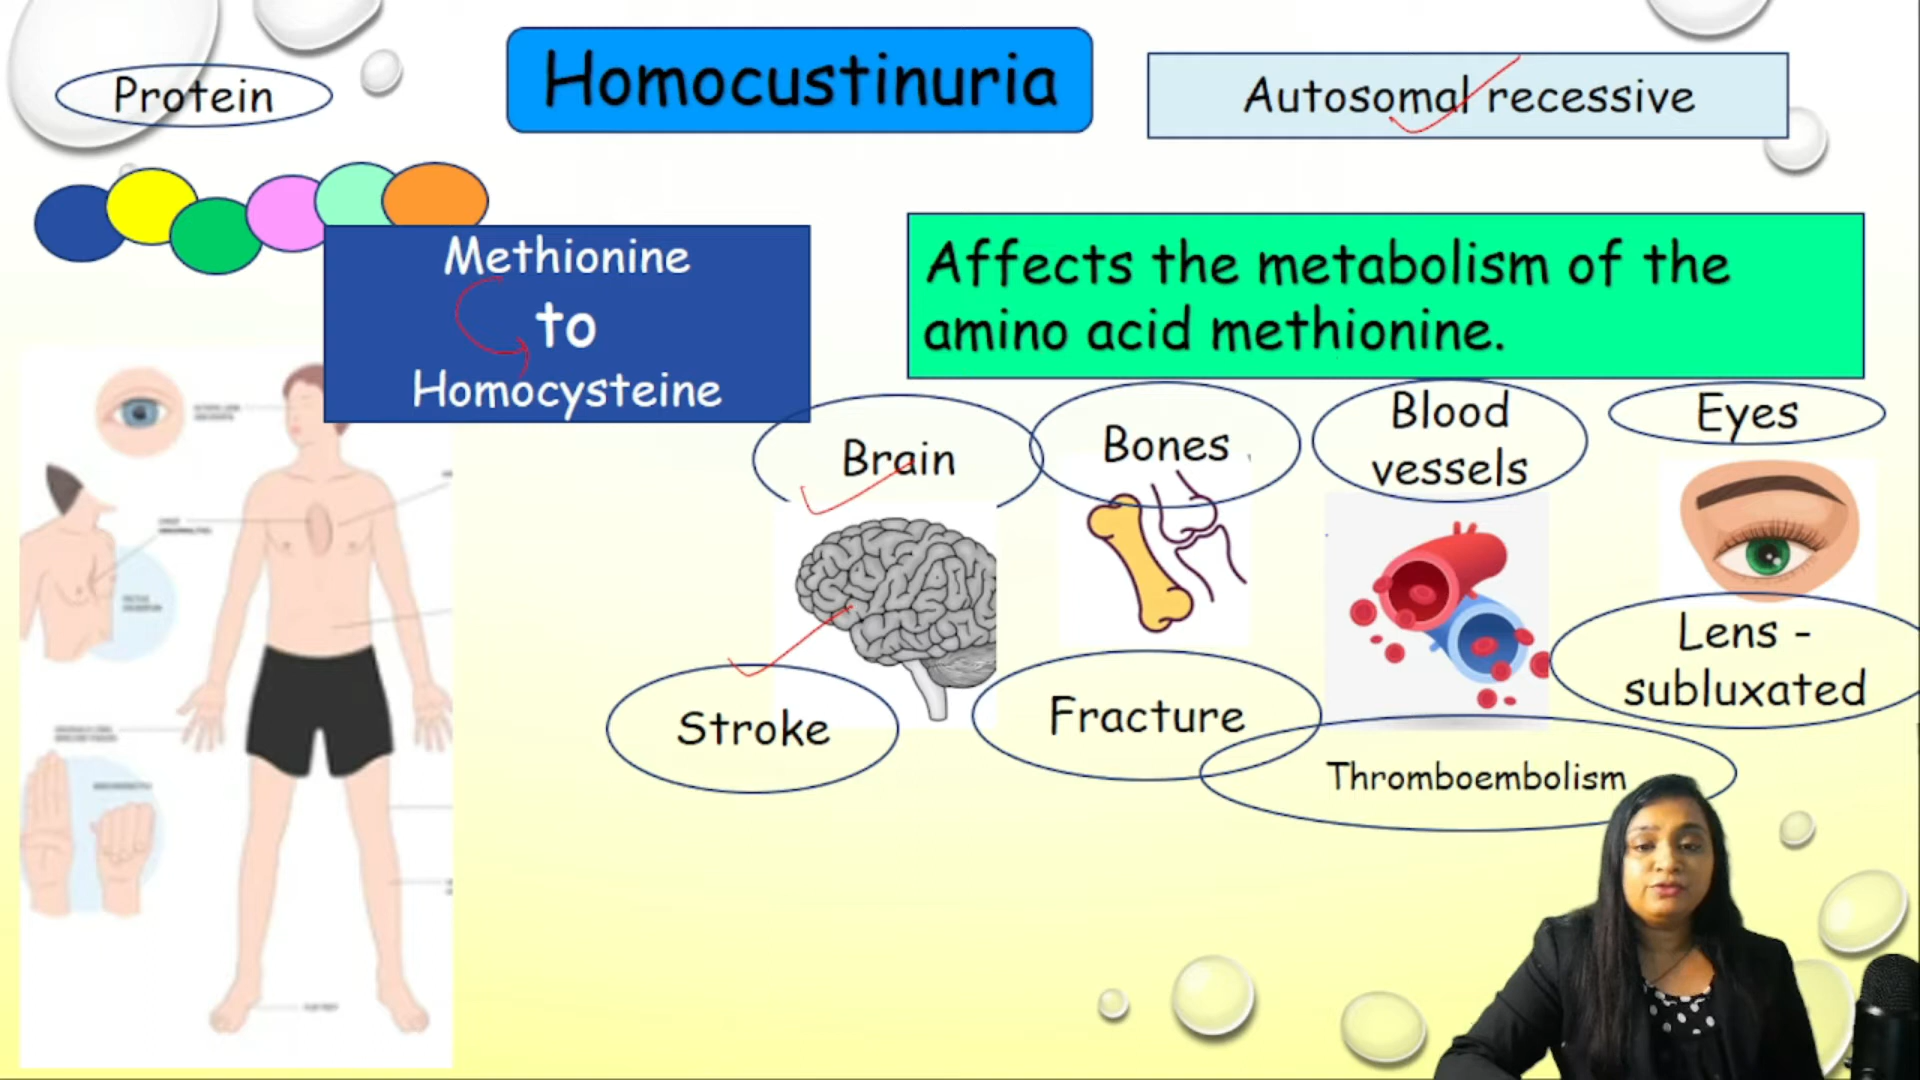 Protein
Homocustinuria
Autosomal recessive
Methionine
to
Homocysteine
Affects the metabolism of the
amino acid methionine.
Brain
Bones
Blood
vessels
Eyes
Stroke
Fracture
Thromboembolism
Lens -
subluxated